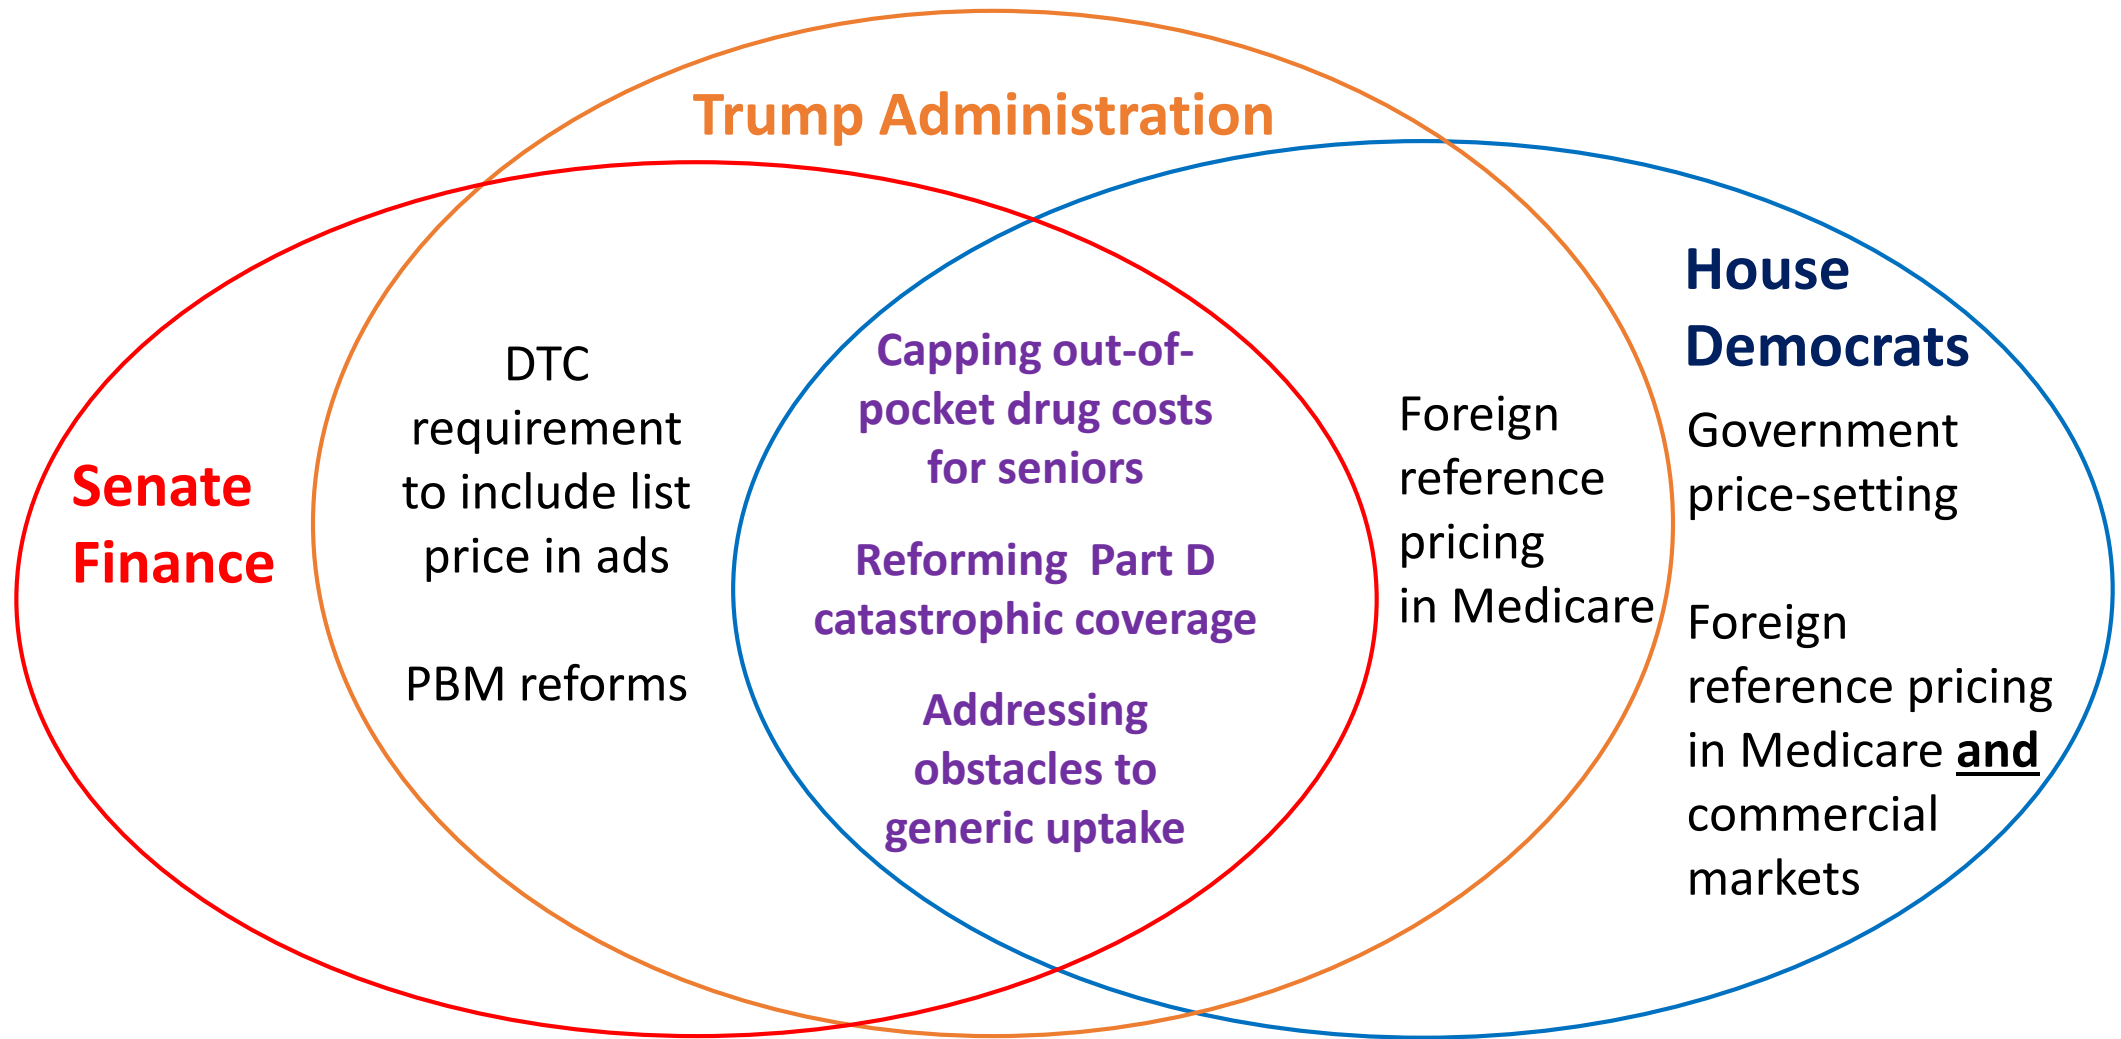 Trump Administration
Senate
Finance
DTC
requirement
to include list
price in ads
PBM reforms
Capping out-of-
pocket drug costs
for seniors
Reforming  Part D
catastrophic coverage
Addressing
obstacles to
generic uptake
Foreign
reference
pricing
in Medicare
House
Democrats
Government
price-setting
Foreign
reference pricing
in Medicare and
commercial
markets